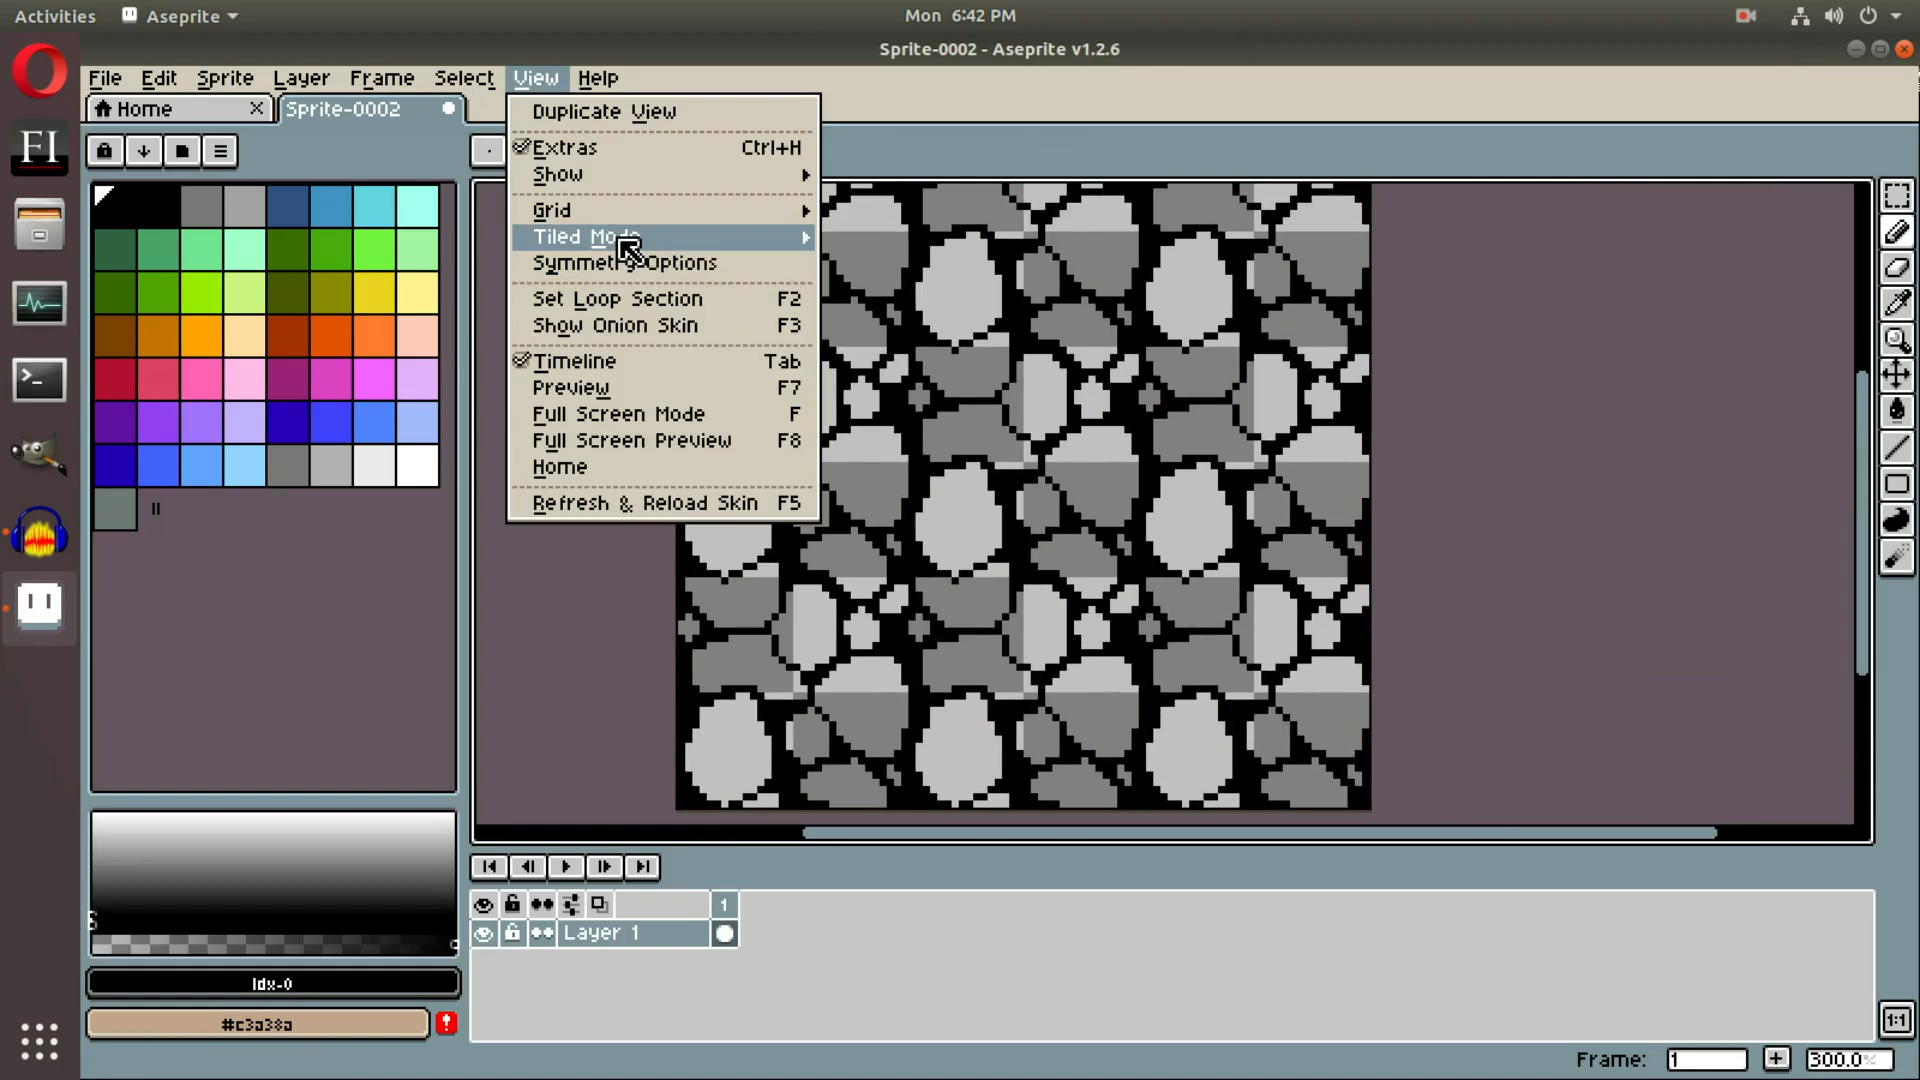 Activities Aseprite Mon 6:42 PM
Sprite-0002 - Aseprite v1.2.6
File Edit Sprite Layer Frame Select View Help
Home Sprite-0002
Duplicate View
Extras Ctrl+H
Show
Grid
Tiled Mode
Symmetry Options
Set Loop Section F2
Show Onion Skin F3
Timeline Tab
Preview F7
Full Screen Mode F
Full Screen Preview F8
Home
Refresh & Reload Skin F5
FI
1
Layer 1
Idx-0
#c3a38a
1:1
Frame: 1 300.0%